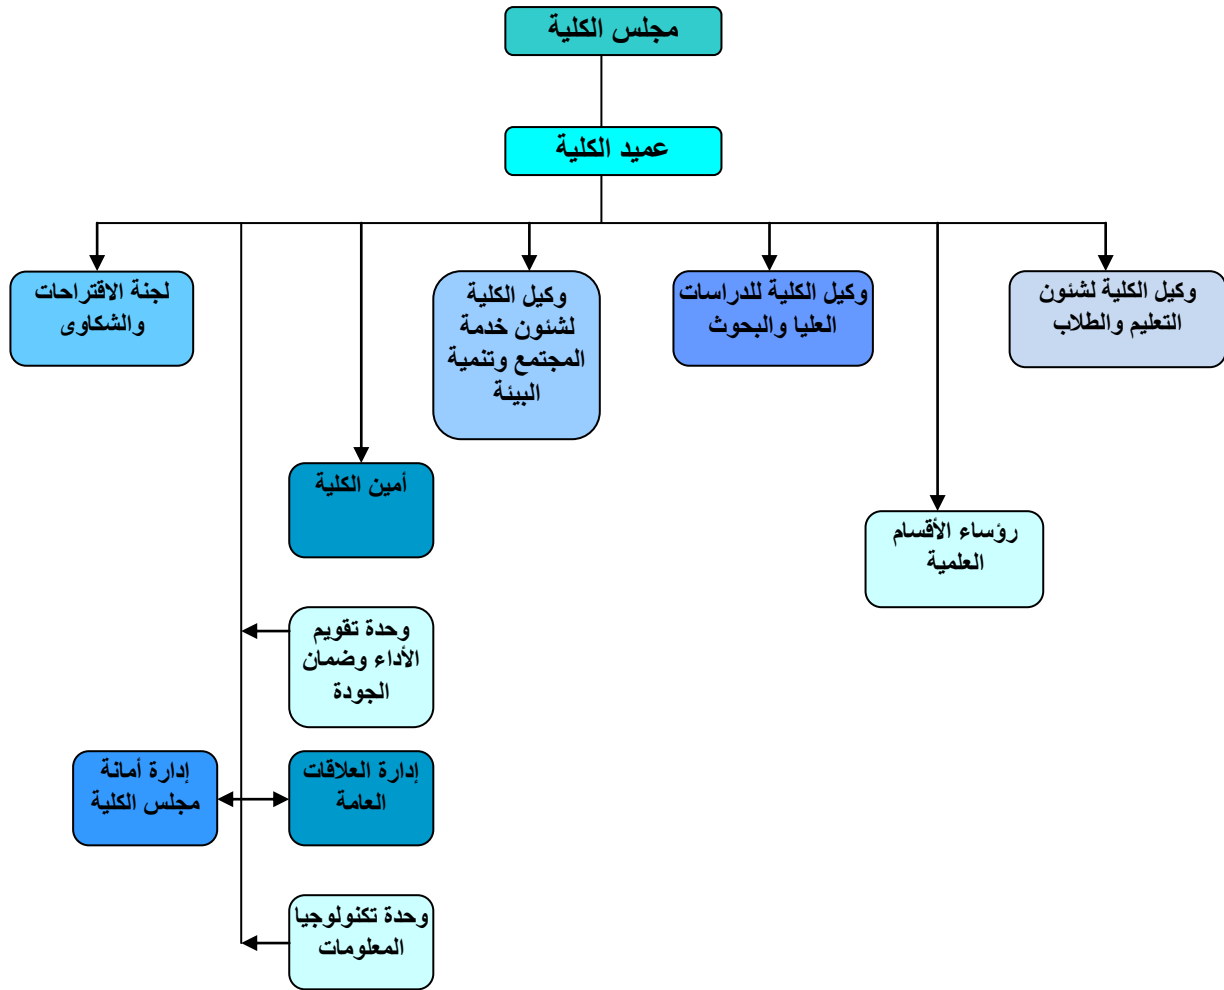 مجلس الكلية
عميد الكلية
وكيل الكلية لشئون
التعليم والطلاب
وكيل الكلية للدراسات
العليا والبحوث
وكيل الكلية
لشئون خدمة
المجتمع وتنمية
البيئة
لجنة الاقتراحات
والشكاوى
أمين الكلية
رؤساء الأقسام
العلمية
وحدة تقويم
الأداء وضمان
الجودة
إدارة العلاقات
العامة
إدارة أمانة
مجلس الكلية
وحدة تكنولوجيا
المعلومات